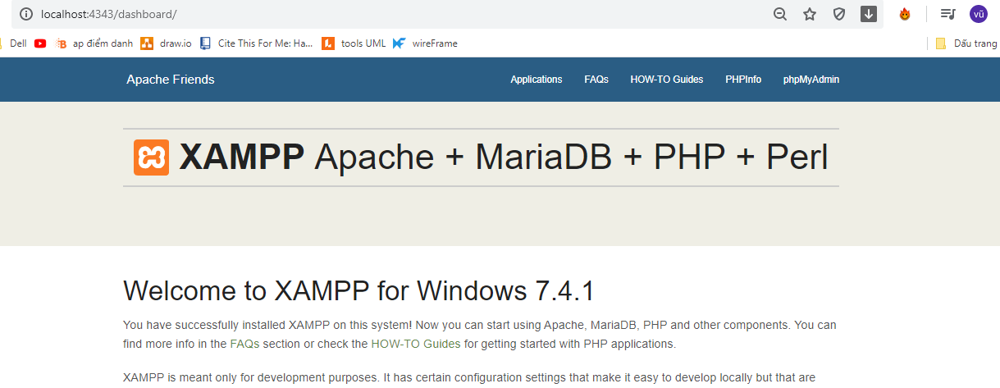 localhost:4343/dashboard/
vũ
Dell ap điểm danh draw.io Cite This For Me: Ha... tools UML wireFrame Dấu trang
Apache Friends Applications FAQs HOW-TO Guides PHPInfo phpMyAdmin
XAMPP Apache + MariaDB + PHP + Perl
Welcome to XAMPP for Windows 7.4.1
You have successfully installed XAMPP on this system! Now you can start using Apache, MariaDB, PHP and other components. You can
find more info in the FAQs section or check the HOW-TO Guides for getting started with PHP applications.
XAMPP is meant only for development purposes. It has certain configuration settings that make it easy to develop locally but that are